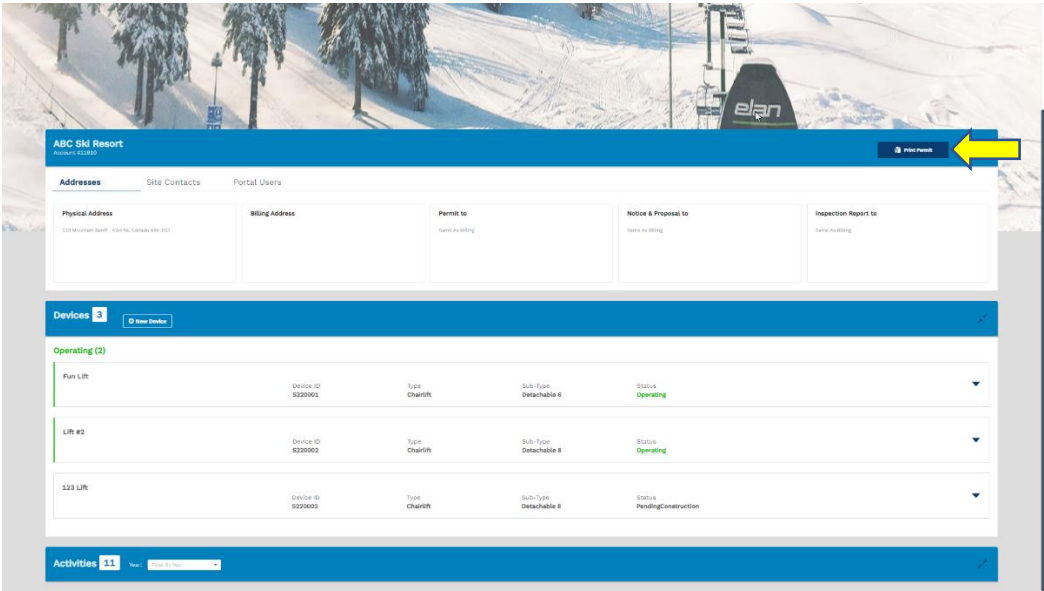 elan
ABC Ski Resort
Account #11810
Print Permit
Addresses Site Contacts Portal Users
Physical Address Billing Address Permit to Notice & Proposal to Inspection Report to
Same As Billing Same As Billing Same As Billing
Devices 3 New Device
Operating (2)
Fun Lift
Device ID Type Sub-Type Status
S220001 Chairlift Detachable 6 Operating
Lift #2
Device ID Type Sub-Type Status
S220002 Chairlift Detachable 8 Operating
123 Lift
Device ID Type Sub-Type Status
S220003 Chairlift Detachable 8 PendingConstruction
Activities 11 Year: Filter By Year